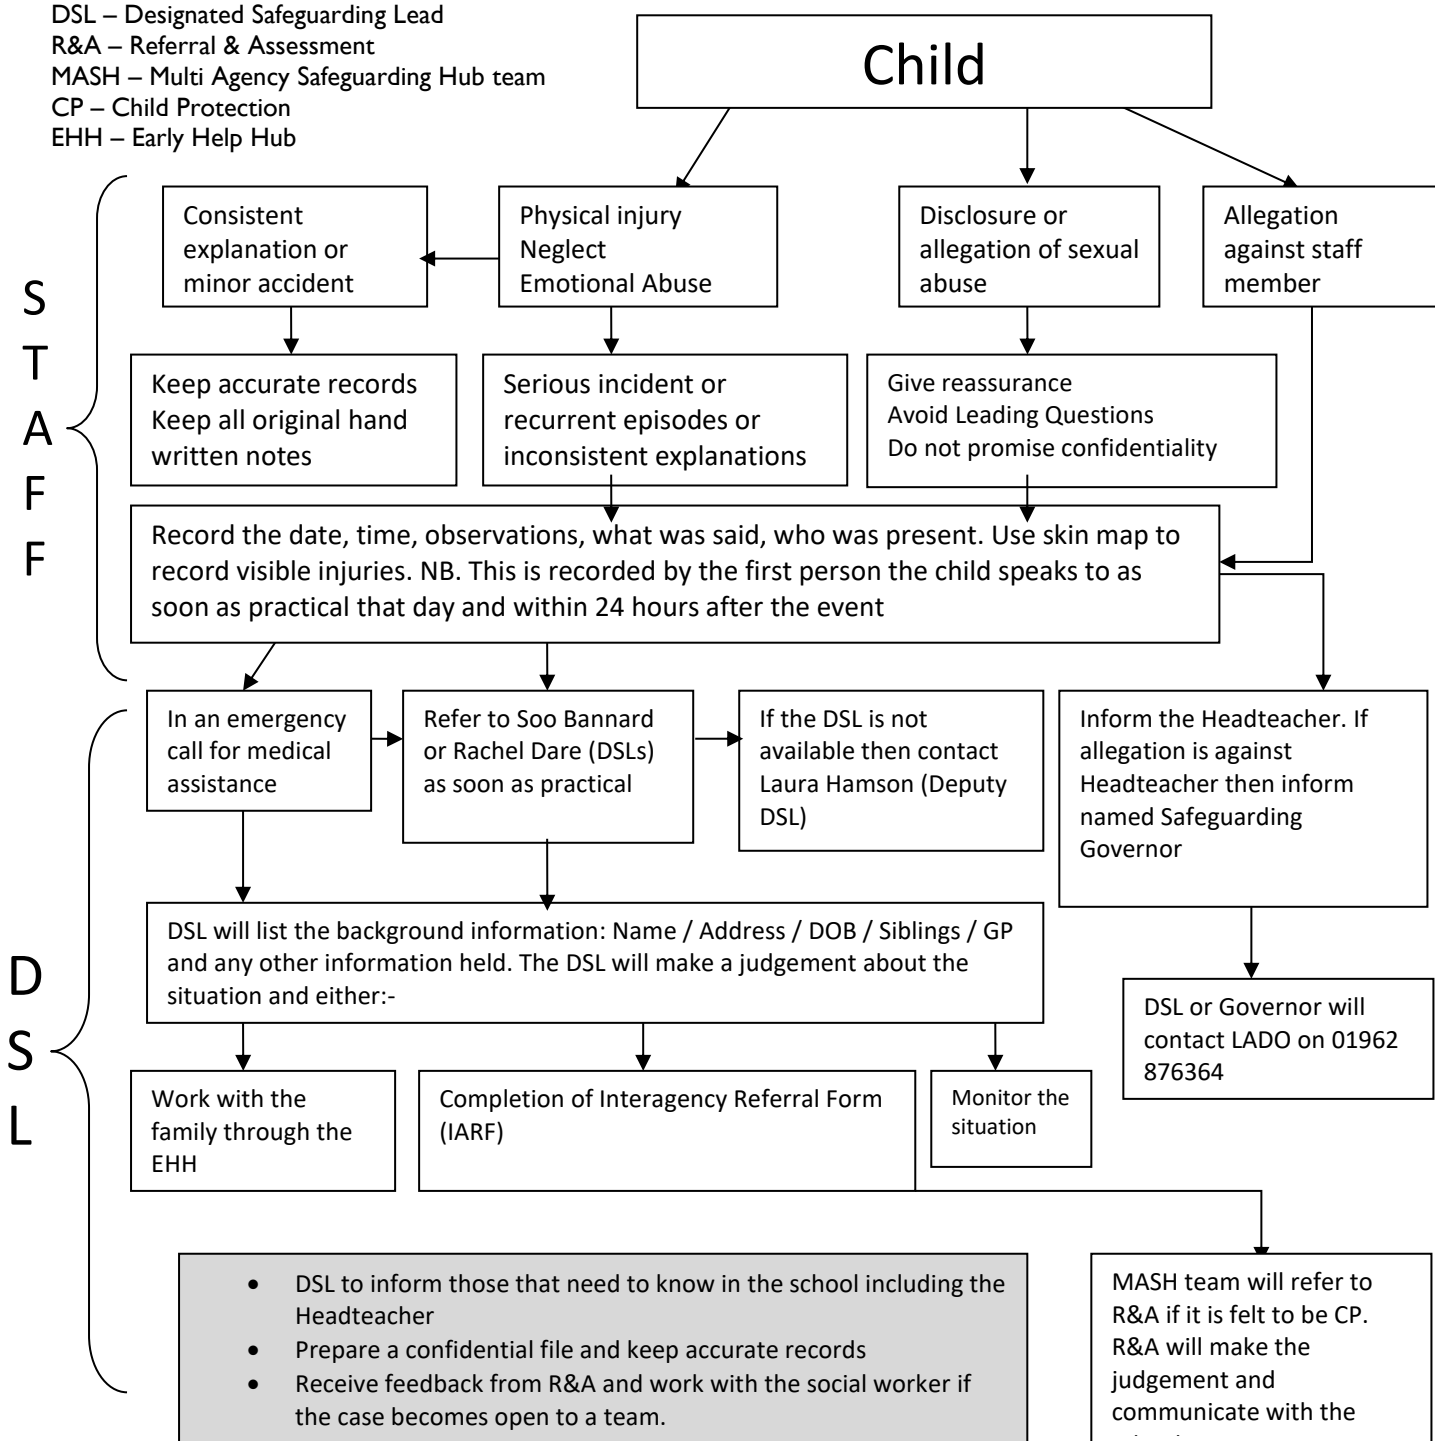 DSL – Designated Safeguarding Lead
R&A – Referral & Assessment
MASH – Multi Agency Safeguarding Hub team
CP – Child Protection
EHH – Early Help Hub
Child
S
T
A
F
F
Consistent
explanation or
minor accident
Physical injury
Neglect
Emotional Abuse
Disclosure or
allegation of sexual
abuse
Allegation
against staff
member
Keep accurate records
Keep all original hand
written notes
Serious incident or
recurrent episodes or
inconsistent explanations
Give reassurance
Avoid Leading Questions
Do not promise confidentiality
Record the date, time, observations, what was said, who was present. Use skin map to
record visible injuries. NB. This is recorded by the first person the child speaks to as
soon as practical that day and within 24 hours after the event
D
S
L
In an emergency
call for medical
assistance
Refer to Soo Bannard
or Rachel Dare (DSLs)
as soon as practical
If the DSL is not
available then contact
Laura Hamson (Deputy
DSL)
Inform the Headteacher. If
allegation is against
Headteacher then inform
named Safeguarding
Governor
DSL will list the background information: Name / Address / DOB / Siblings / GP
and any other information held. The DSL will make a judgement about the
situation and either:-
DSL or Governor will
contact LADO on 01962
876364
Work with the
family through the
EHH
Completion of Interagency Referral Form
(IARF)
Monitor the
situation
• DSL to inform those that need to know in the school including the
Headteacher
• Prepare a confidential file and keep accurate records
• Receive feedback from R&A and work with the social worker if
the case becomes open to a team.
MASH team will refer to
R&A if it is felt to be CP.
R&A will make the
judgement and
communicate with the